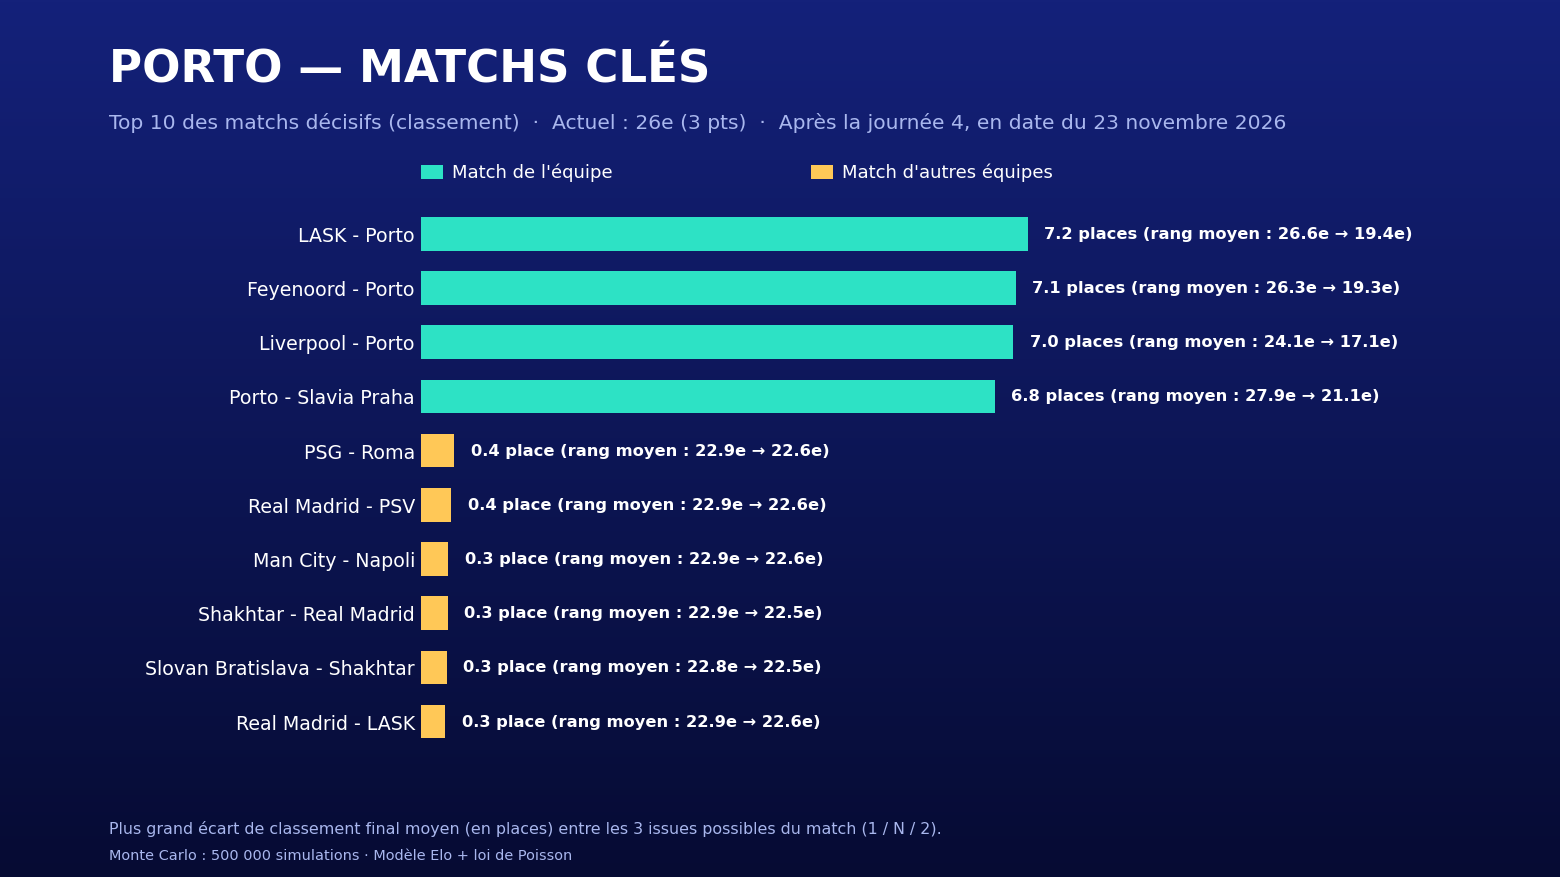 PORTO — MATCHS CLÉS
Top 10 des matchs décisifs (classement)  ·  Actuel : 26e (3 pts)  ·  Après la journée 4, en date du 23 novembre 2026
Match de l'équipe
Match d'autres équipes
LASK - Porto
7.2 places (rang moyen : 26.6e → 19.4e)
Feyenoord - Porto
7.1 places (rang moyen : 26.3e → 19.3e)
Liverpool - Porto
7.0 places (rang moyen : 24.1e → 17.1e)
Porto - Slavia Praha
6.8 places (rang moyen : 27.9e → 21.1e)
PSG - Roma
0.4 place (rang moyen : 22.9e → 22.6e)
Real Madrid - PSV
0.4 place (rang moyen : 22.9e → 22.6e)
Man City - Napoli
0.3 place (rang moyen : 22.9e → 22.6e)
Shakhtar - Real Madrid
0.3 place (rang moyen : 22.9e → 22.5e)
Slovan Bratislava - Shakhtar
0.3 place (rang moyen : 22.8e → 22.5e)
Real Madrid - LASK
0.3 place (rang moyen : 22.9e → 22.6e)
Plus grand écart de classement final moyen (en places) entre les 3 issues possibles du match (1 / N / 2).
Monte Carlo : 500 000 simulations · Modèle Elo + loi de Poisson